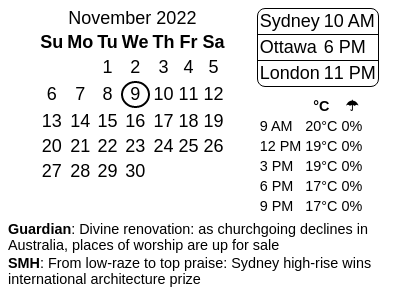 November 2022
Su Mo Tu We Th Fr Sa
1 2 3 4 5
6 7 8 9 10 11 12
13 14 15 16 17 18 19
20 21 22 23 24 25 26
27 28 29 30
Sydney 10 AM
Ottawa 6 PM
London 11 PM
°C ☂
9 AM 20°C 0%
12 PM 19°C 0%
3 PM 19°C 0%
6 PM 17°C 0%
9 PM 17°C 0%
Guardian: Divine renovation: as churchgoing declines in
Australia, places of worship are up for sale
SMH: From low-raze to top praise: Sydney high-rise wins
international architecture prize